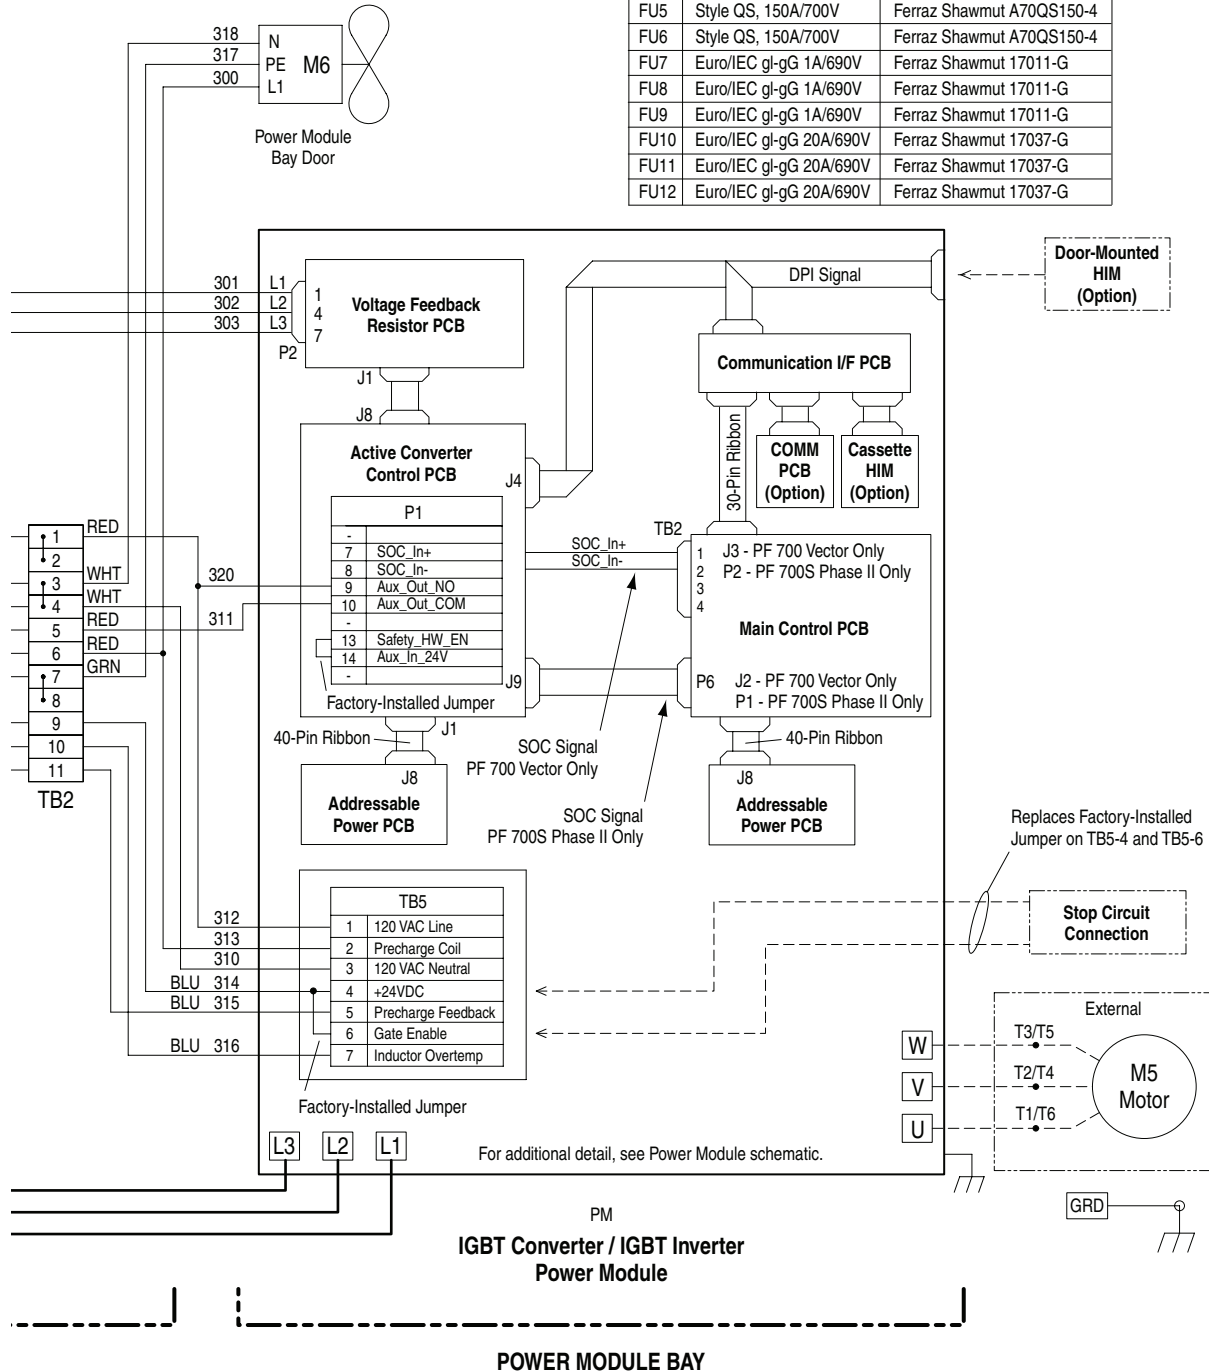 FU5 Style QS, 150A/700V Ferraz Shawmut A70QS150-4
FU6 Style QS, 150A/700V Ferraz Shawmut A70QS150-4
FU7 Euro/IEC gl-gG 1A/690V Ferraz Shawmut 17011-G
FU8 Euro/IEC gl-gG 1A/690V Ferraz Shawmut 17011-G
FU9 Euro/IEC gl-gG 1A/690V Ferraz Shawmut 17011-G
FU10 Euro/IEC gl-gG 20A/690V Ferraz Shawmut 17037-G
FU11 Euro/IEC gl-gG 20A/690V Ferraz Shawmut 17037-G
FU12 Euro/IEC gl-gG 20A/690V Ferraz Shawmut 17037-G
318 N
317 PE M6
300 L1
Power Module
Bay Door
301 L1 1
302 L2 4
303 L3 7
P2
Voltage Feedback
Resistor PCB
J1
DPI Signal
Door-Mounted
HIM
(Option)
Communication I/F PCB
30-Pin Ribbon
COMM
PCB
(Option)
Cassette
HIM
(Option)
J8
Active Converter
Control PCB
J4
P1
-
7 SOC_In+
8 SOC_In-
9 Aux_Out_NO
10 Aux_Out_COM
-
13 Safety_HW_EN
14 Aux_In_24V
-
Factory-Installed Jumper
J9
J1
320
311
SOC_In+
SOC_In-
TB2
1
2
3
4
J3 - PF 700 Vector Only
P2 - PF 700S Phase II Only
Main Control PCB
P6
J2 - PF 700 Vector Only
P1 - PF 700S Phase II Only
1 RED
2
3 WHT
4 WHT
5 RED
6 RED
7 GRN
8
9
10
11
TB2
40-Pin Ribbon
J8
Addressable
Power PCB
SOC Signal
PF 700 Vector Only
SOC Signal
PF 700S Phase II Only
40-Pin Ribbon
J8
Addressable
Power PCB
Replaces Factory-Installed
Jumper on TB5-4 and TB5-6
Stop Circuit
Connection
TB5
312 1 120 VAC Line
313 2 Precharge Coil
310 3 120 VAC Neutral
BLU 314 4 +24VDC
BLU 315 5 Precharge Feedback
6 Gate Enable
BLU 316 7 Inductor Overtemp
Factory-Installed Jumper
External
W T3/T5
V T2/T4
U T1/T6
M5
Motor
L3 L2 L1
For additional detail, see Power Module schematic.
GRD
PM
IGBT Converter / IGBT Inverter
Power Module
POWER MODULE BAY